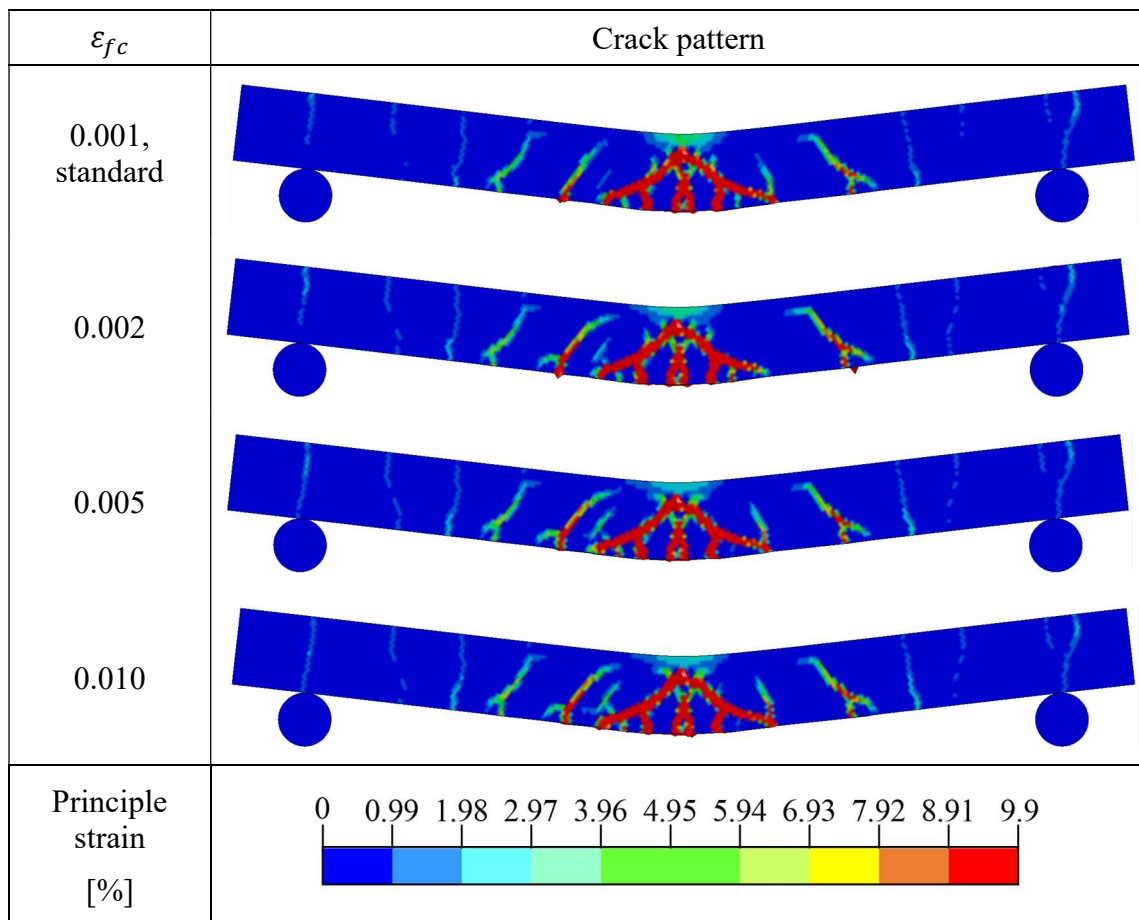 ε_fc
Crack pattern
0.001,
standard
0.002
0.005
0.010
Principle
strain
[%]
0 0.99 1.98 2.97 3.96 4.95 5.94 6.93 7.92 8.91 9.9